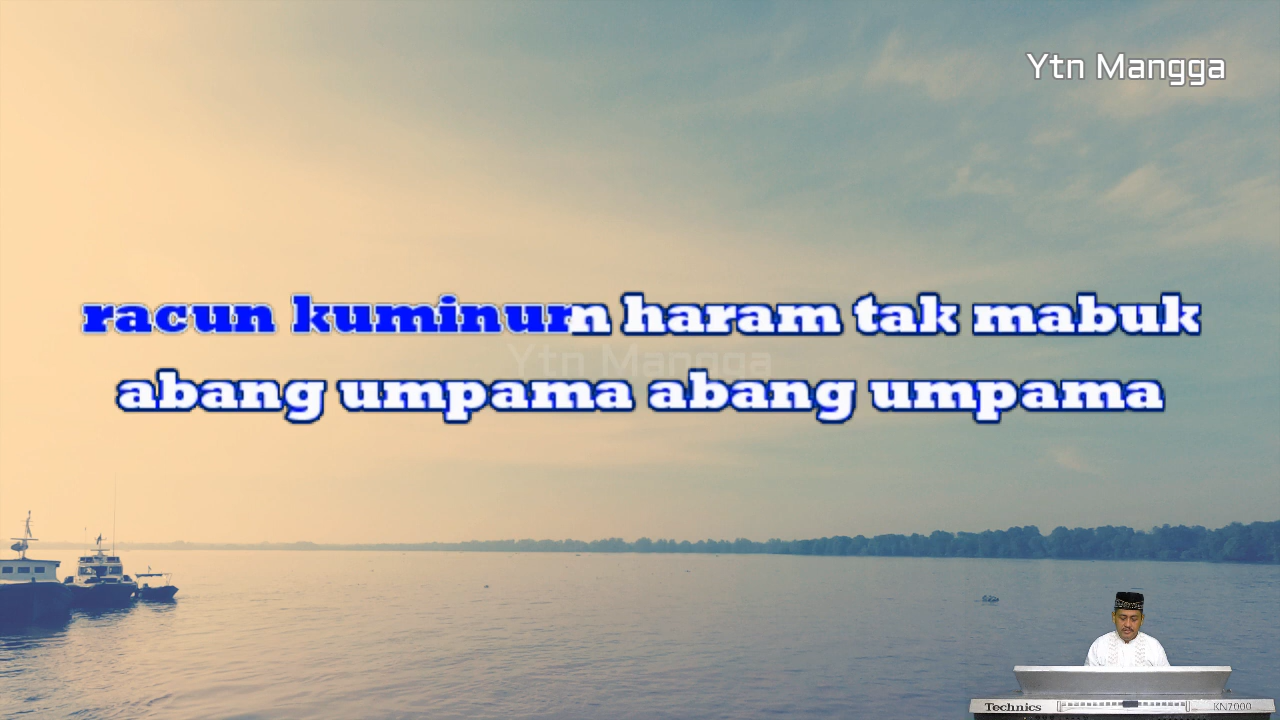 Ytn Mangga
racun kuminum haram tak mabuk
Ytn Mangga
abang umpama abang umpama
Technics KN7000